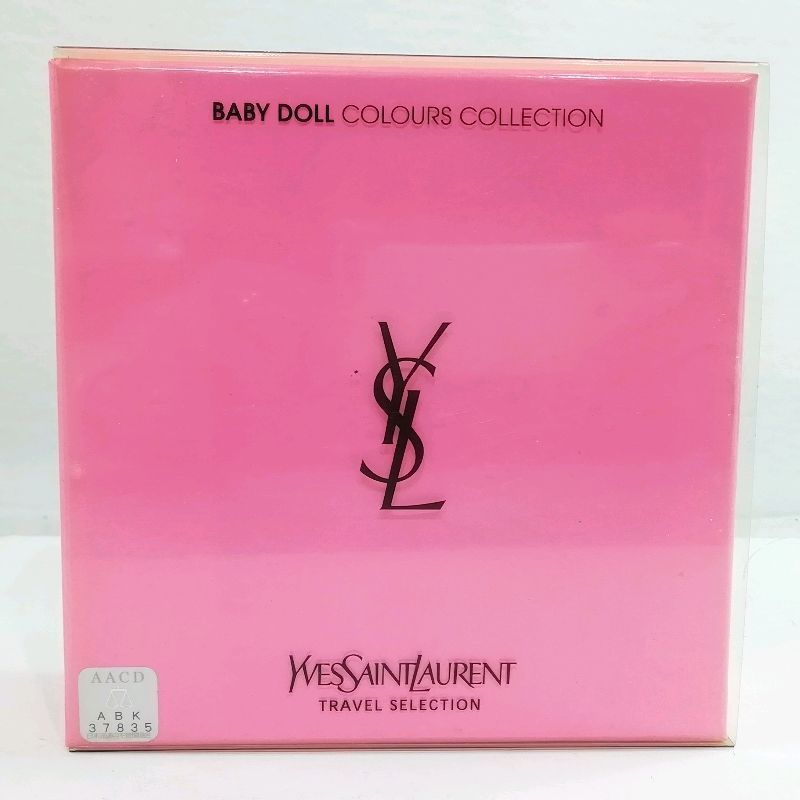 BABY DOLL COLOURS COLLECTION
YSL
YVESSAINTLAURENT
TRAVEL SELECTION
AACD
ABK
37835